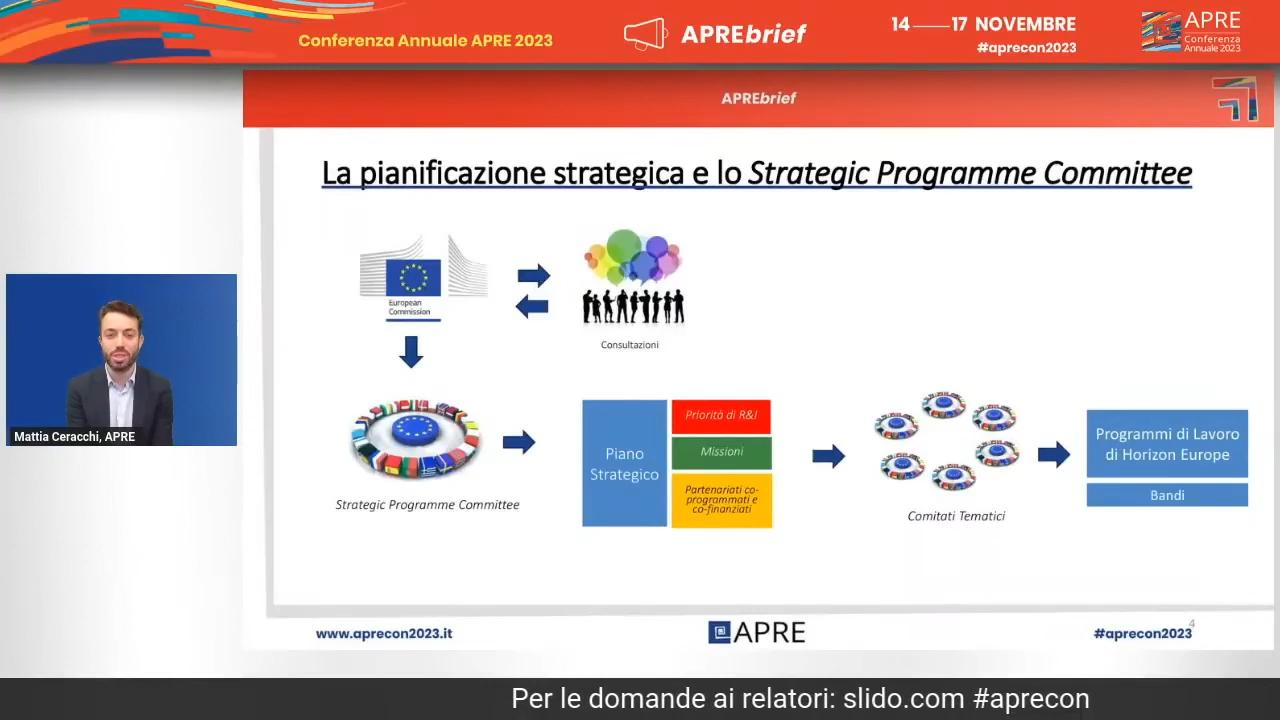 Conferenza Annuale APRE 2023
APREbrief
14 — 17 NOVEMBRE
#aprecon2023
APRE
Conferenza
Annuale 2023
APREbrief
La pianificazione strategica e lo Strategic Programme Committee
European
Commission
Consultazioni
Mattia Ceracchi, APRE
Strategic Programme Committee
Piano
Strategico
Priorità di R&I
Missioni
Partenariati co-
programmati e
co-finanziati
Comitati Tematici
Programmi di Lavoro
di Horizon Europe
Bandi
www.aprecon2023.it
APRE
#aprecon2023
4
Per le domande ai relatori: slido.com #aprecon